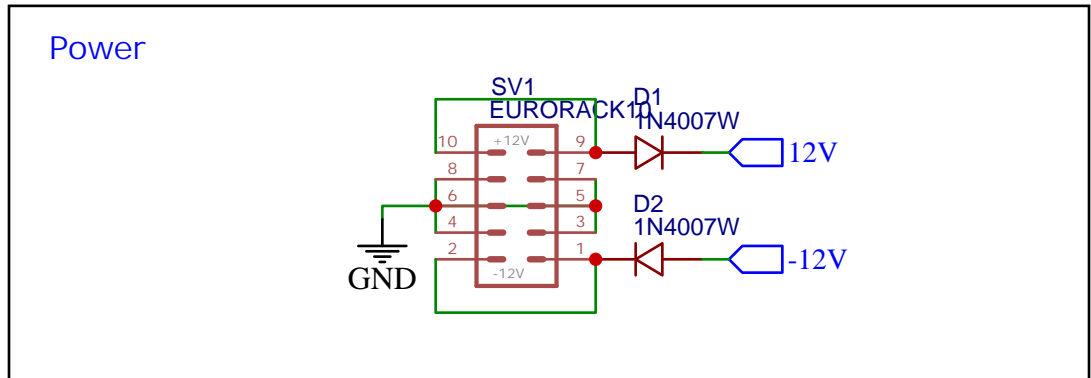 Power
SV1
EURORACK10
D1
1N4007W
10
+12V
9
12V
8
7
6
5
D2
4
3
1N4007W
2
1
-12V
-12V
GND